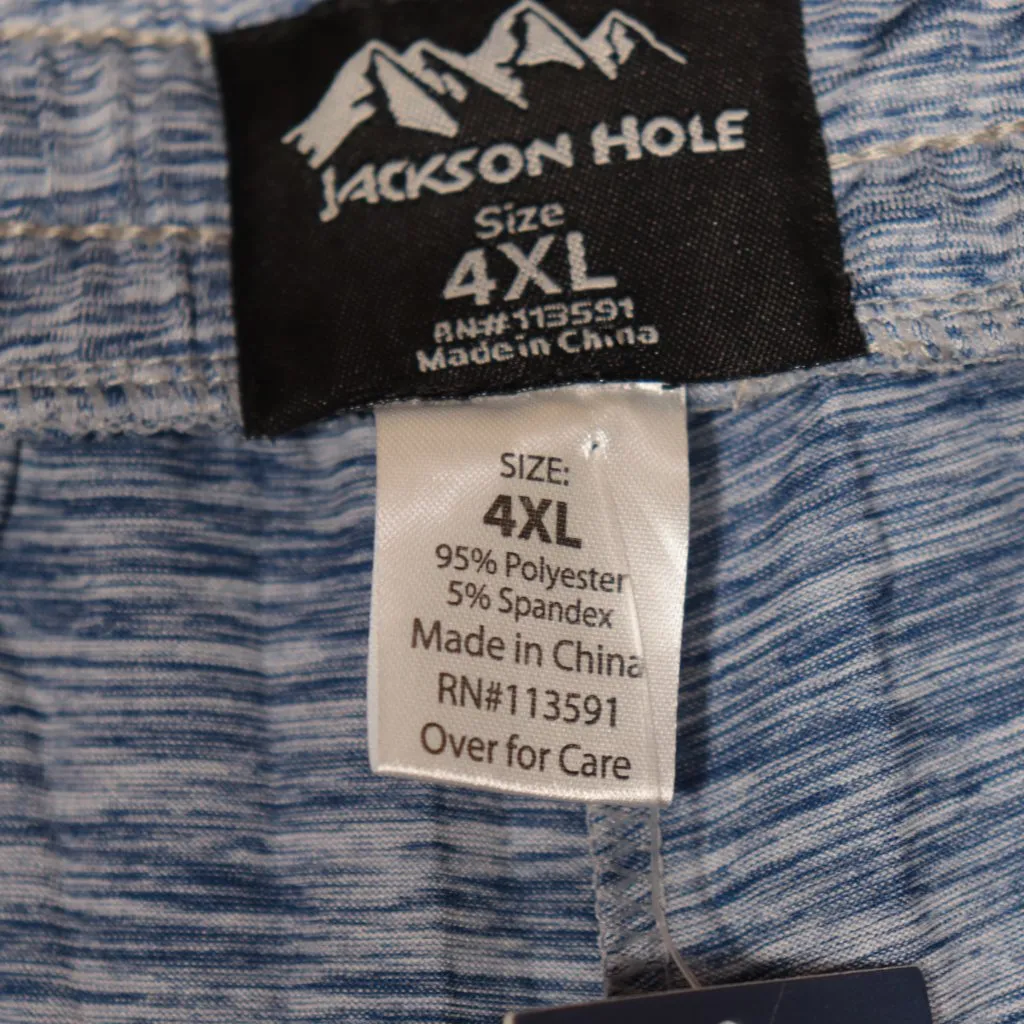 JACKSON HOLE
Size
4XL
RN#113591
Made in China
SIZE:
4XL
95% Polyester
5% Spandex
Made in China
RN#113591
Over for Care